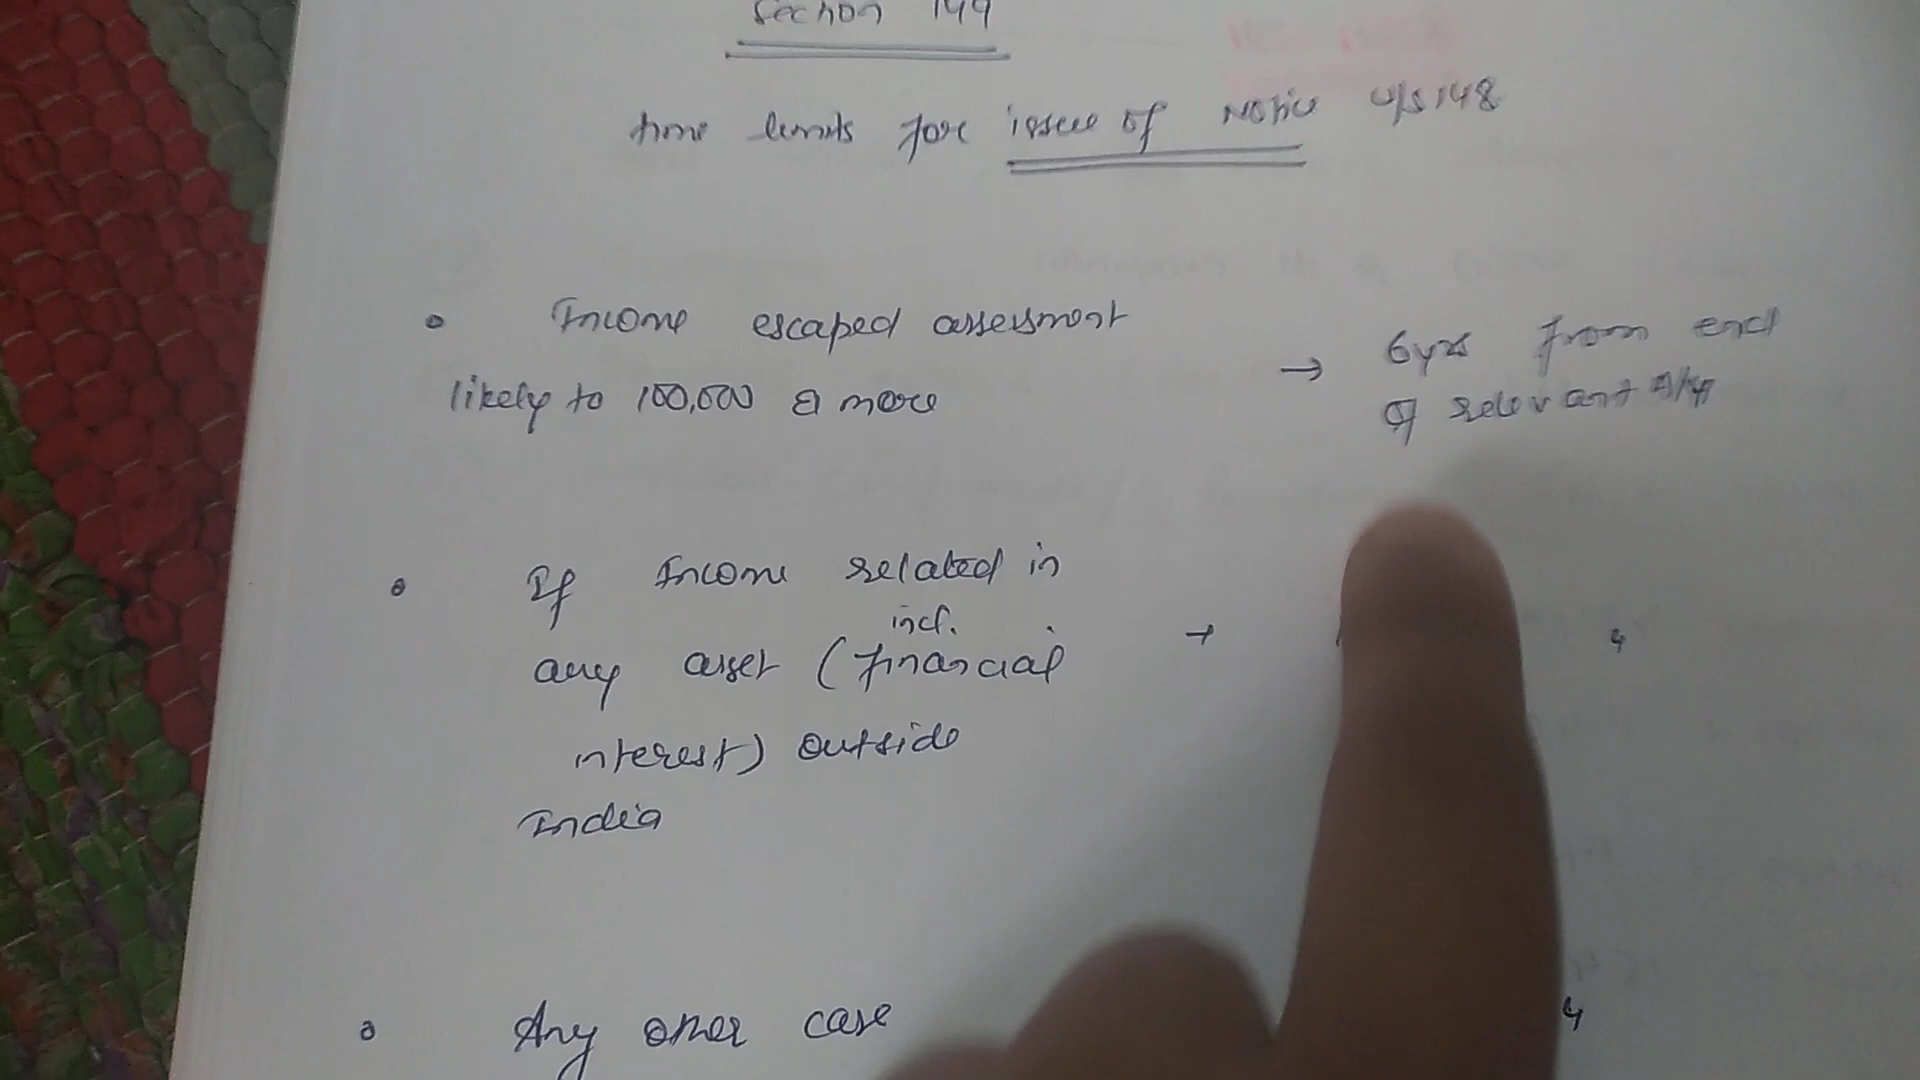 Section 149
time limits for issue of Notice u/s 148
Income escaped assessment
likely to 100,000 & more
→ 6yrs from end
of relevant A/Y
If Income related in
any asset (incl. financial
interest) outside
India
→ "
Any other case
"